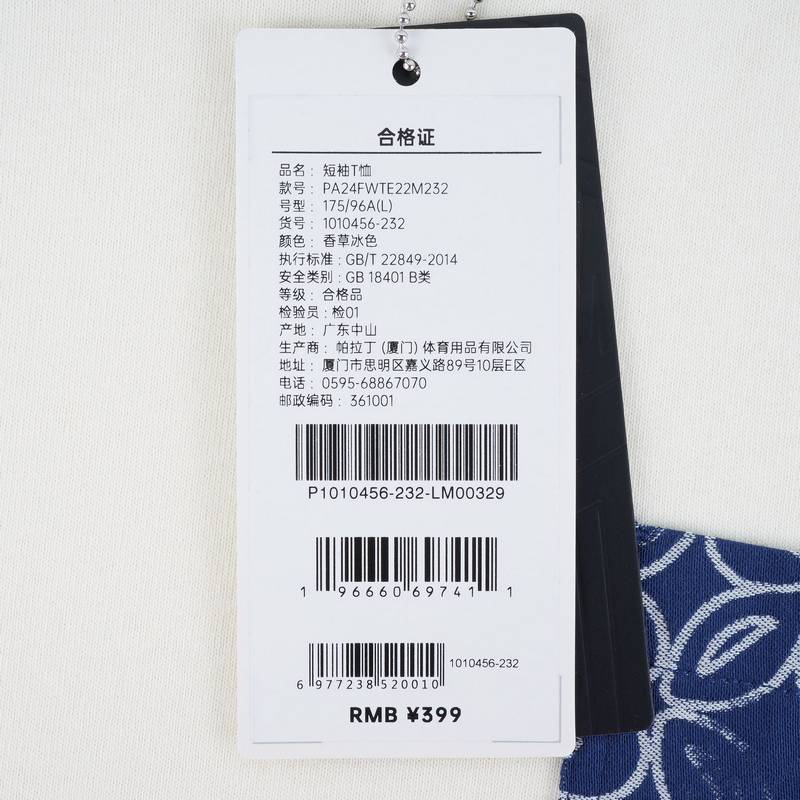 合格证
品名： 短袖T恤
款号： PA24FWTE22M232
号型： 175/96A(L)
货号： 1010456-232
颜色： 香草冰色
执行标准：GB/T 22849-2014
安全类别：GB 18401 B类
等级： 合格品
检验员：检01
产地： 广东中山
生产商： 帕拉丁 (厦门) 体育用品有限公司
地址： 厦门市思明区嘉义路89号10层E区
电话： 0595-68867070
邮政编码： 361001
P1010456-232-LM00329
1 96660 69741 1
1010456-232
6 977238 520010
RMB ¥399